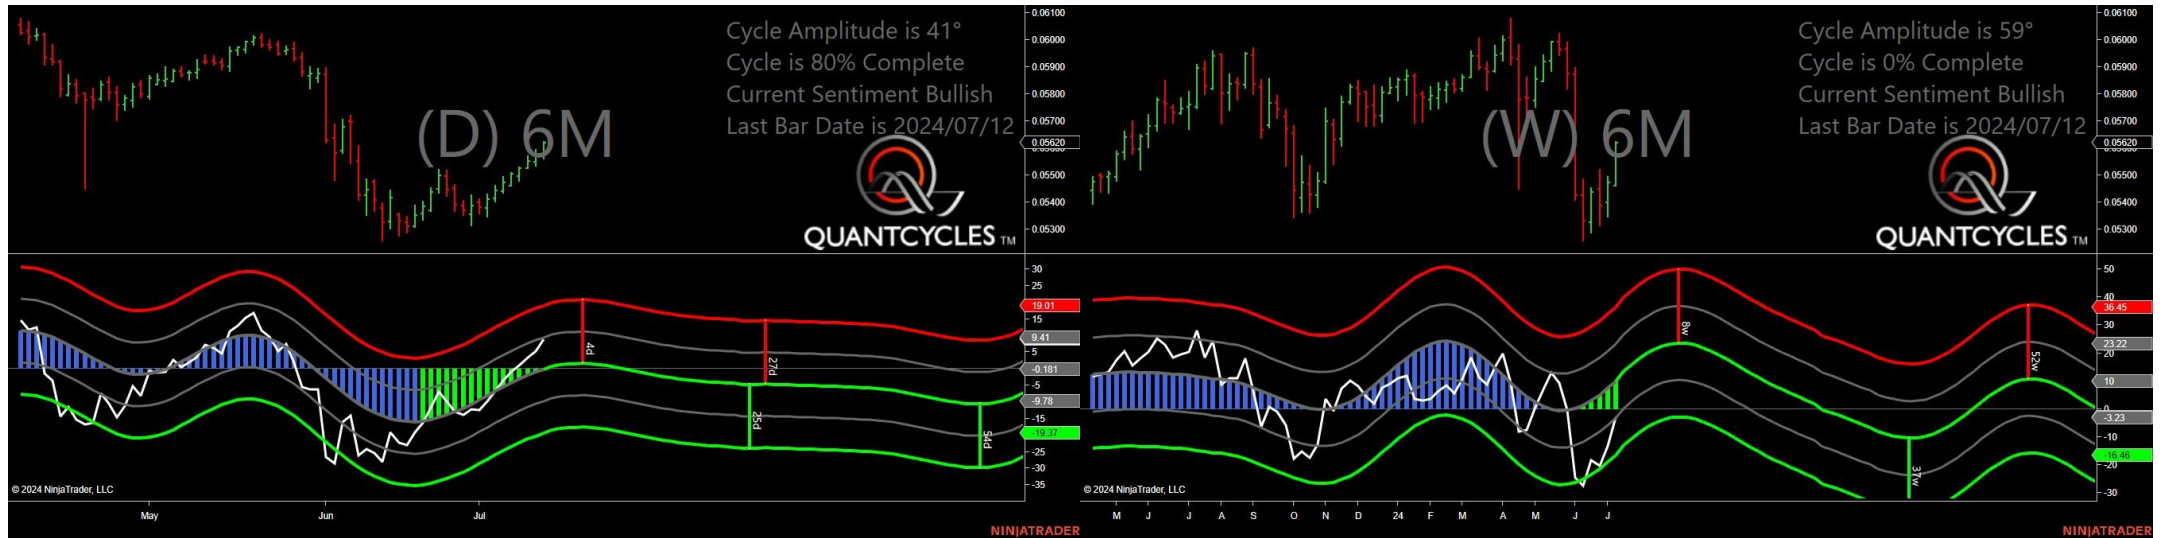 Cycle Amplitude is 41°
Cycle is 80% Complete
Current Sentiment Bullish
Last Bar Date is 2024/07/12
(D) 6M
QUANTCYCLES TM
0.06100
0.06000
0.05900
0.05800
0.05700
0.05620
0.05500
0.05400
0.05300
30
25
19.01
15
9.41
5
-0.181
-5
-9.78
-15
-19.37
-25
-30
-35
4d
27d
25d
54d
© 2024 NinjaTrader, LLC
May
Jun
Jul
NINJATRADER
Cycle Amplitude is 59°
Cycle is 0% Complete
Current Sentiment Bullish
Last Bar Date is 2024/07/12
(W) 6M
QUANTCYCLES TM
0.06100
0.06000
0.05900
0.05800
0.05700
0.05620
0.05500
0.05400
0.05300
50
40
36.45
30
23.22
20
10
0
-3.23
-10
-16.46
-20
-30
8w
37w
52w
© 2024 NinjaTrader, LLC
M J J A S O N D 24 F M A M J J
NINJATRADER